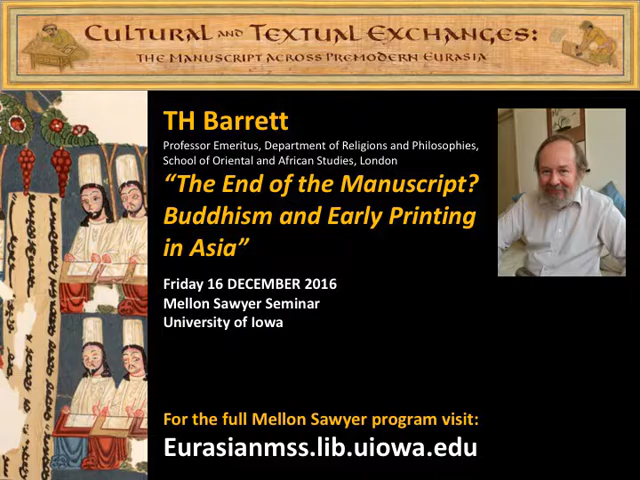 CULTURAL AND TEXTUAL EXCHANGES:
THE MANUSCRIPT ACROSS PREMODERN EURASIA
TH Barrett
Professor Emeritus, Department of Religions and Philosophies,
School of Oriental and African Studies, London
“The End of the Manuscript?
Buddhism and Early Printing
in Asia”
Friday 16 DECEMBER 2016
Mellon Sawyer Seminar
University of Iowa
For the full Mellon Sawyer program visit:
Eurasianmss.lib.uiowa.edu